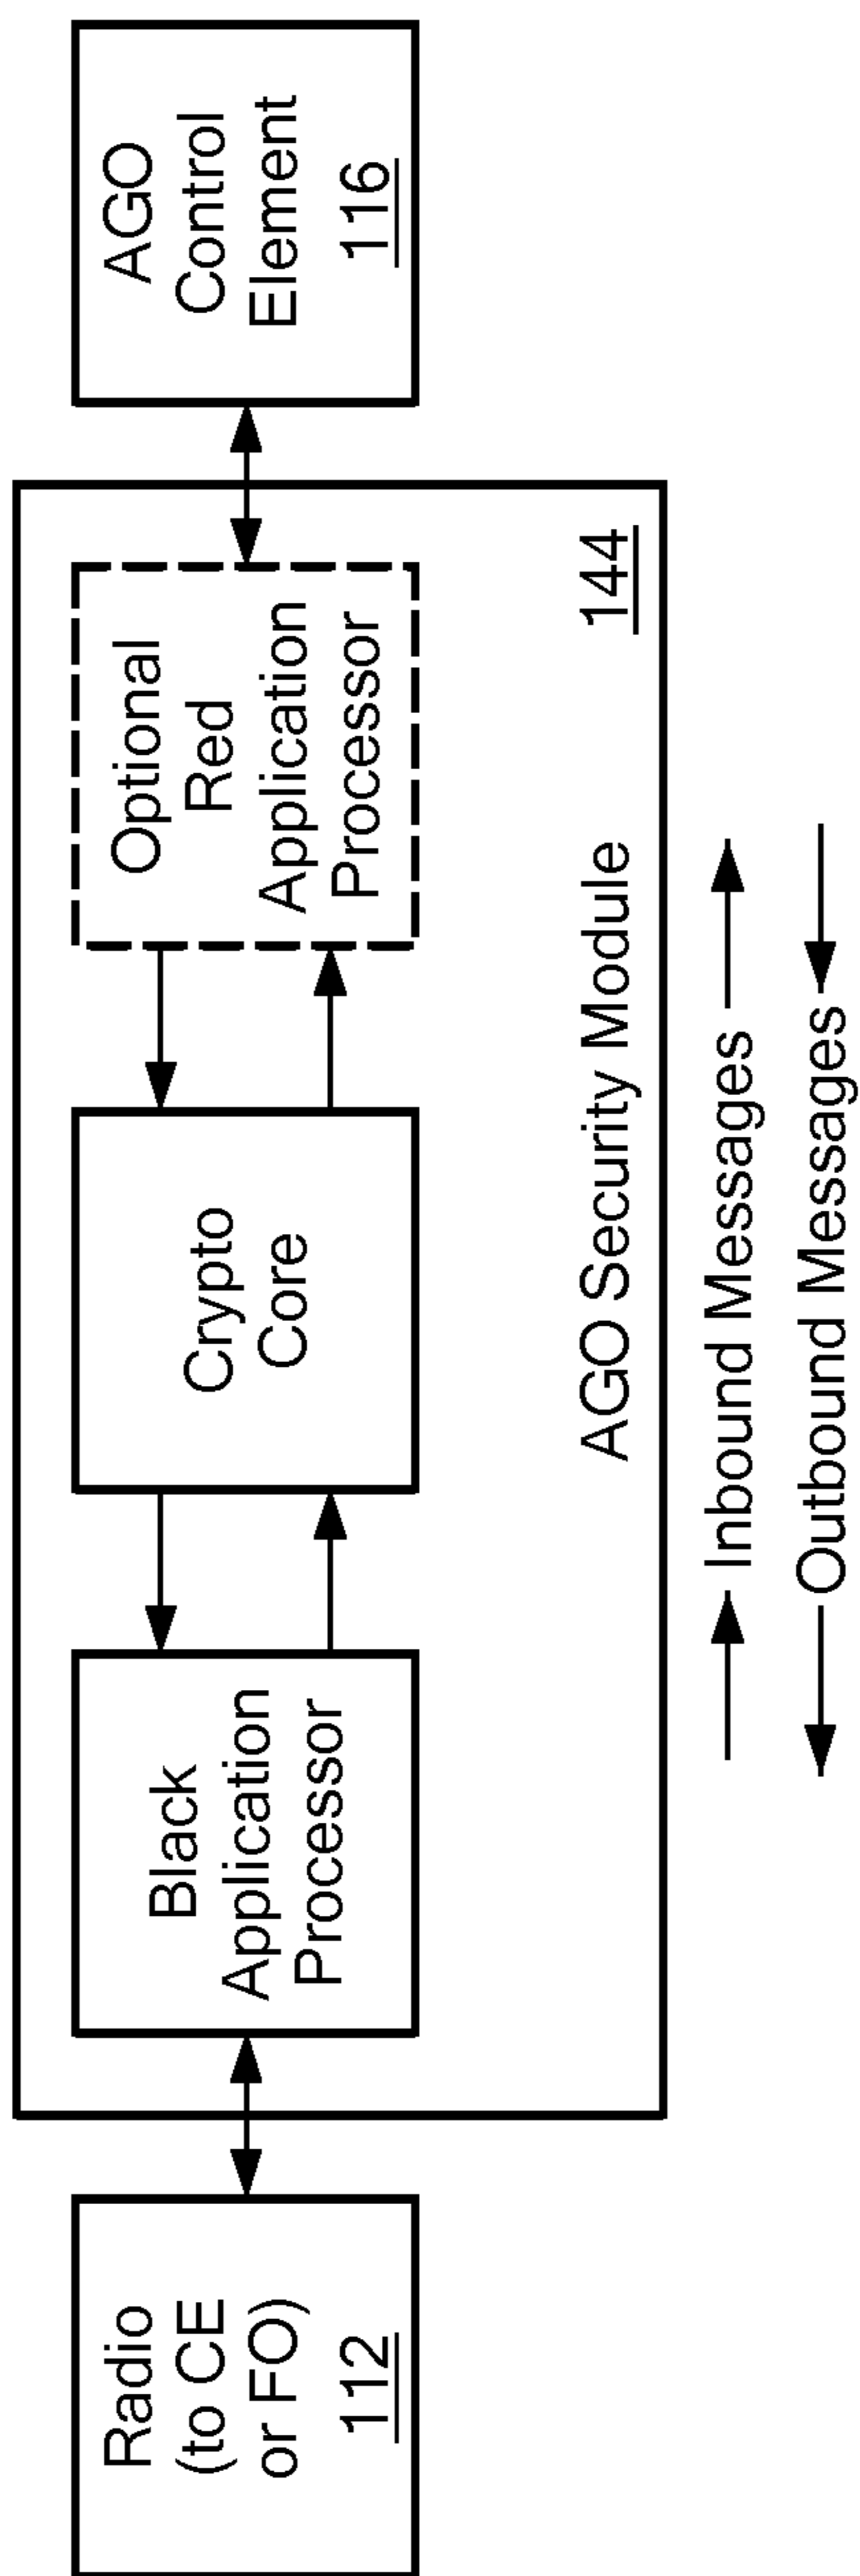 Radio
(to CE
or FO)
112
Black
Application
Processor
Crypto
Core
Optional
Red
Application
Processor
AGO Security Module
144
AGO
Control
Element
116
Inbound Messages
Outbound Messages